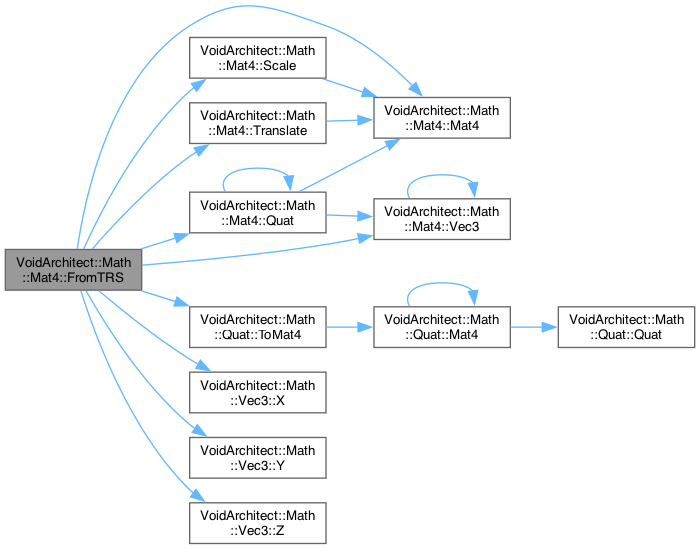 VoidArchitect::Math
::Mat4::FromTRS
VoidArchitect::Math
::Mat4::Scale
VoidArchitect::Math
::Mat4::Translate
VoidArchitect::Math
::Mat4::Quat
VoidArchitect::Math
::Quat::ToMat4
VoidArchitect::Math
::Vec3::X
VoidArchitect::Math
::Vec3::Y
VoidArchitect::Math
::Vec3::Z
VoidArchitect::Math
::Mat4::Mat4
VoidArchitect::Math
::Mat4::Vec3
VoidArchitect::Math
::Quat::Mat4
VoidArchitect::Math
::Quat::Quat